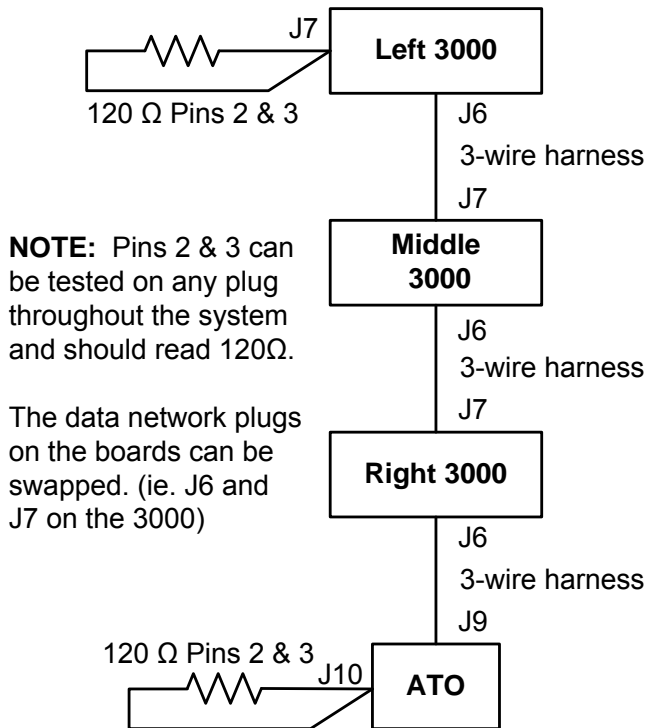 J7
Left 3000
120 Ω Pins 2 & 3
J6
3-wire harness
J7
NOTE: Pins 2 & 3 can
be tested on any plug
throughout the system
and should read 120Ω.
Middle
3000
J6
3-wire harness
J7
The data network plugs
on the boards can be
swapped. (ie. J6 and
J7 on the 3000)
Right 3000
J6
3-wire harness
J9
120 Ω Pins 2 & 3
J10
ATO